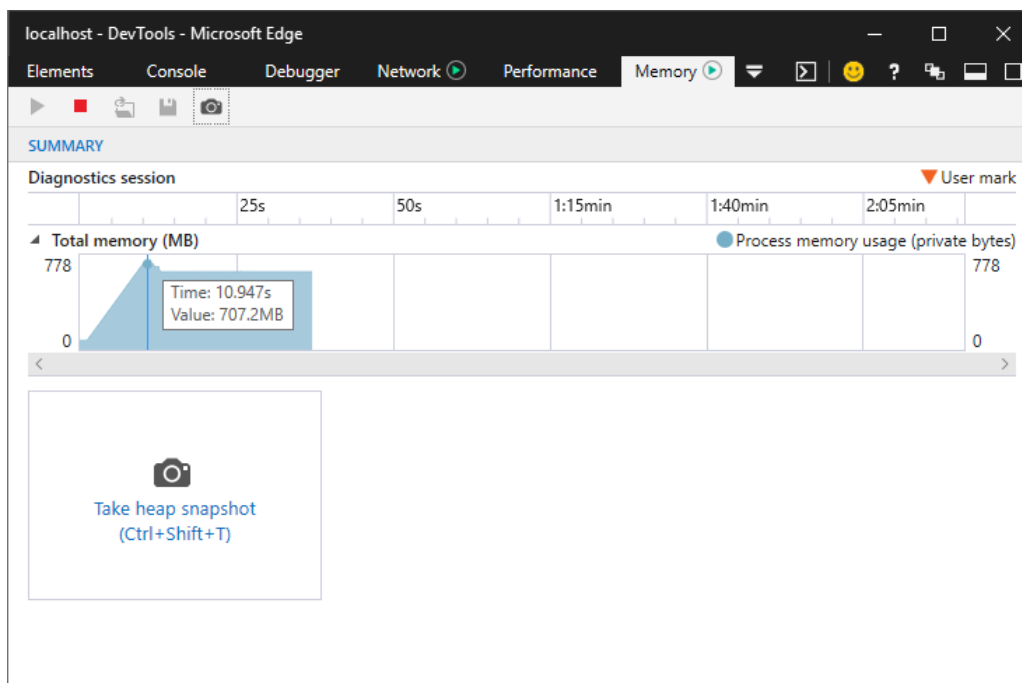 localhost - DevTools - Microsoft Edge
Elements Console Debugger Network Performance Memory ?
SUMMARY
Diagnostics session User mark
25s 50s 1:15min 1:40min 2:05min
Total memory (MB) Process memory usage (private bytes)
778 778
Time: 10.947s
Value: 707.2MB
0 0
Take heap snapshot
(Ctrl+Shift+T)